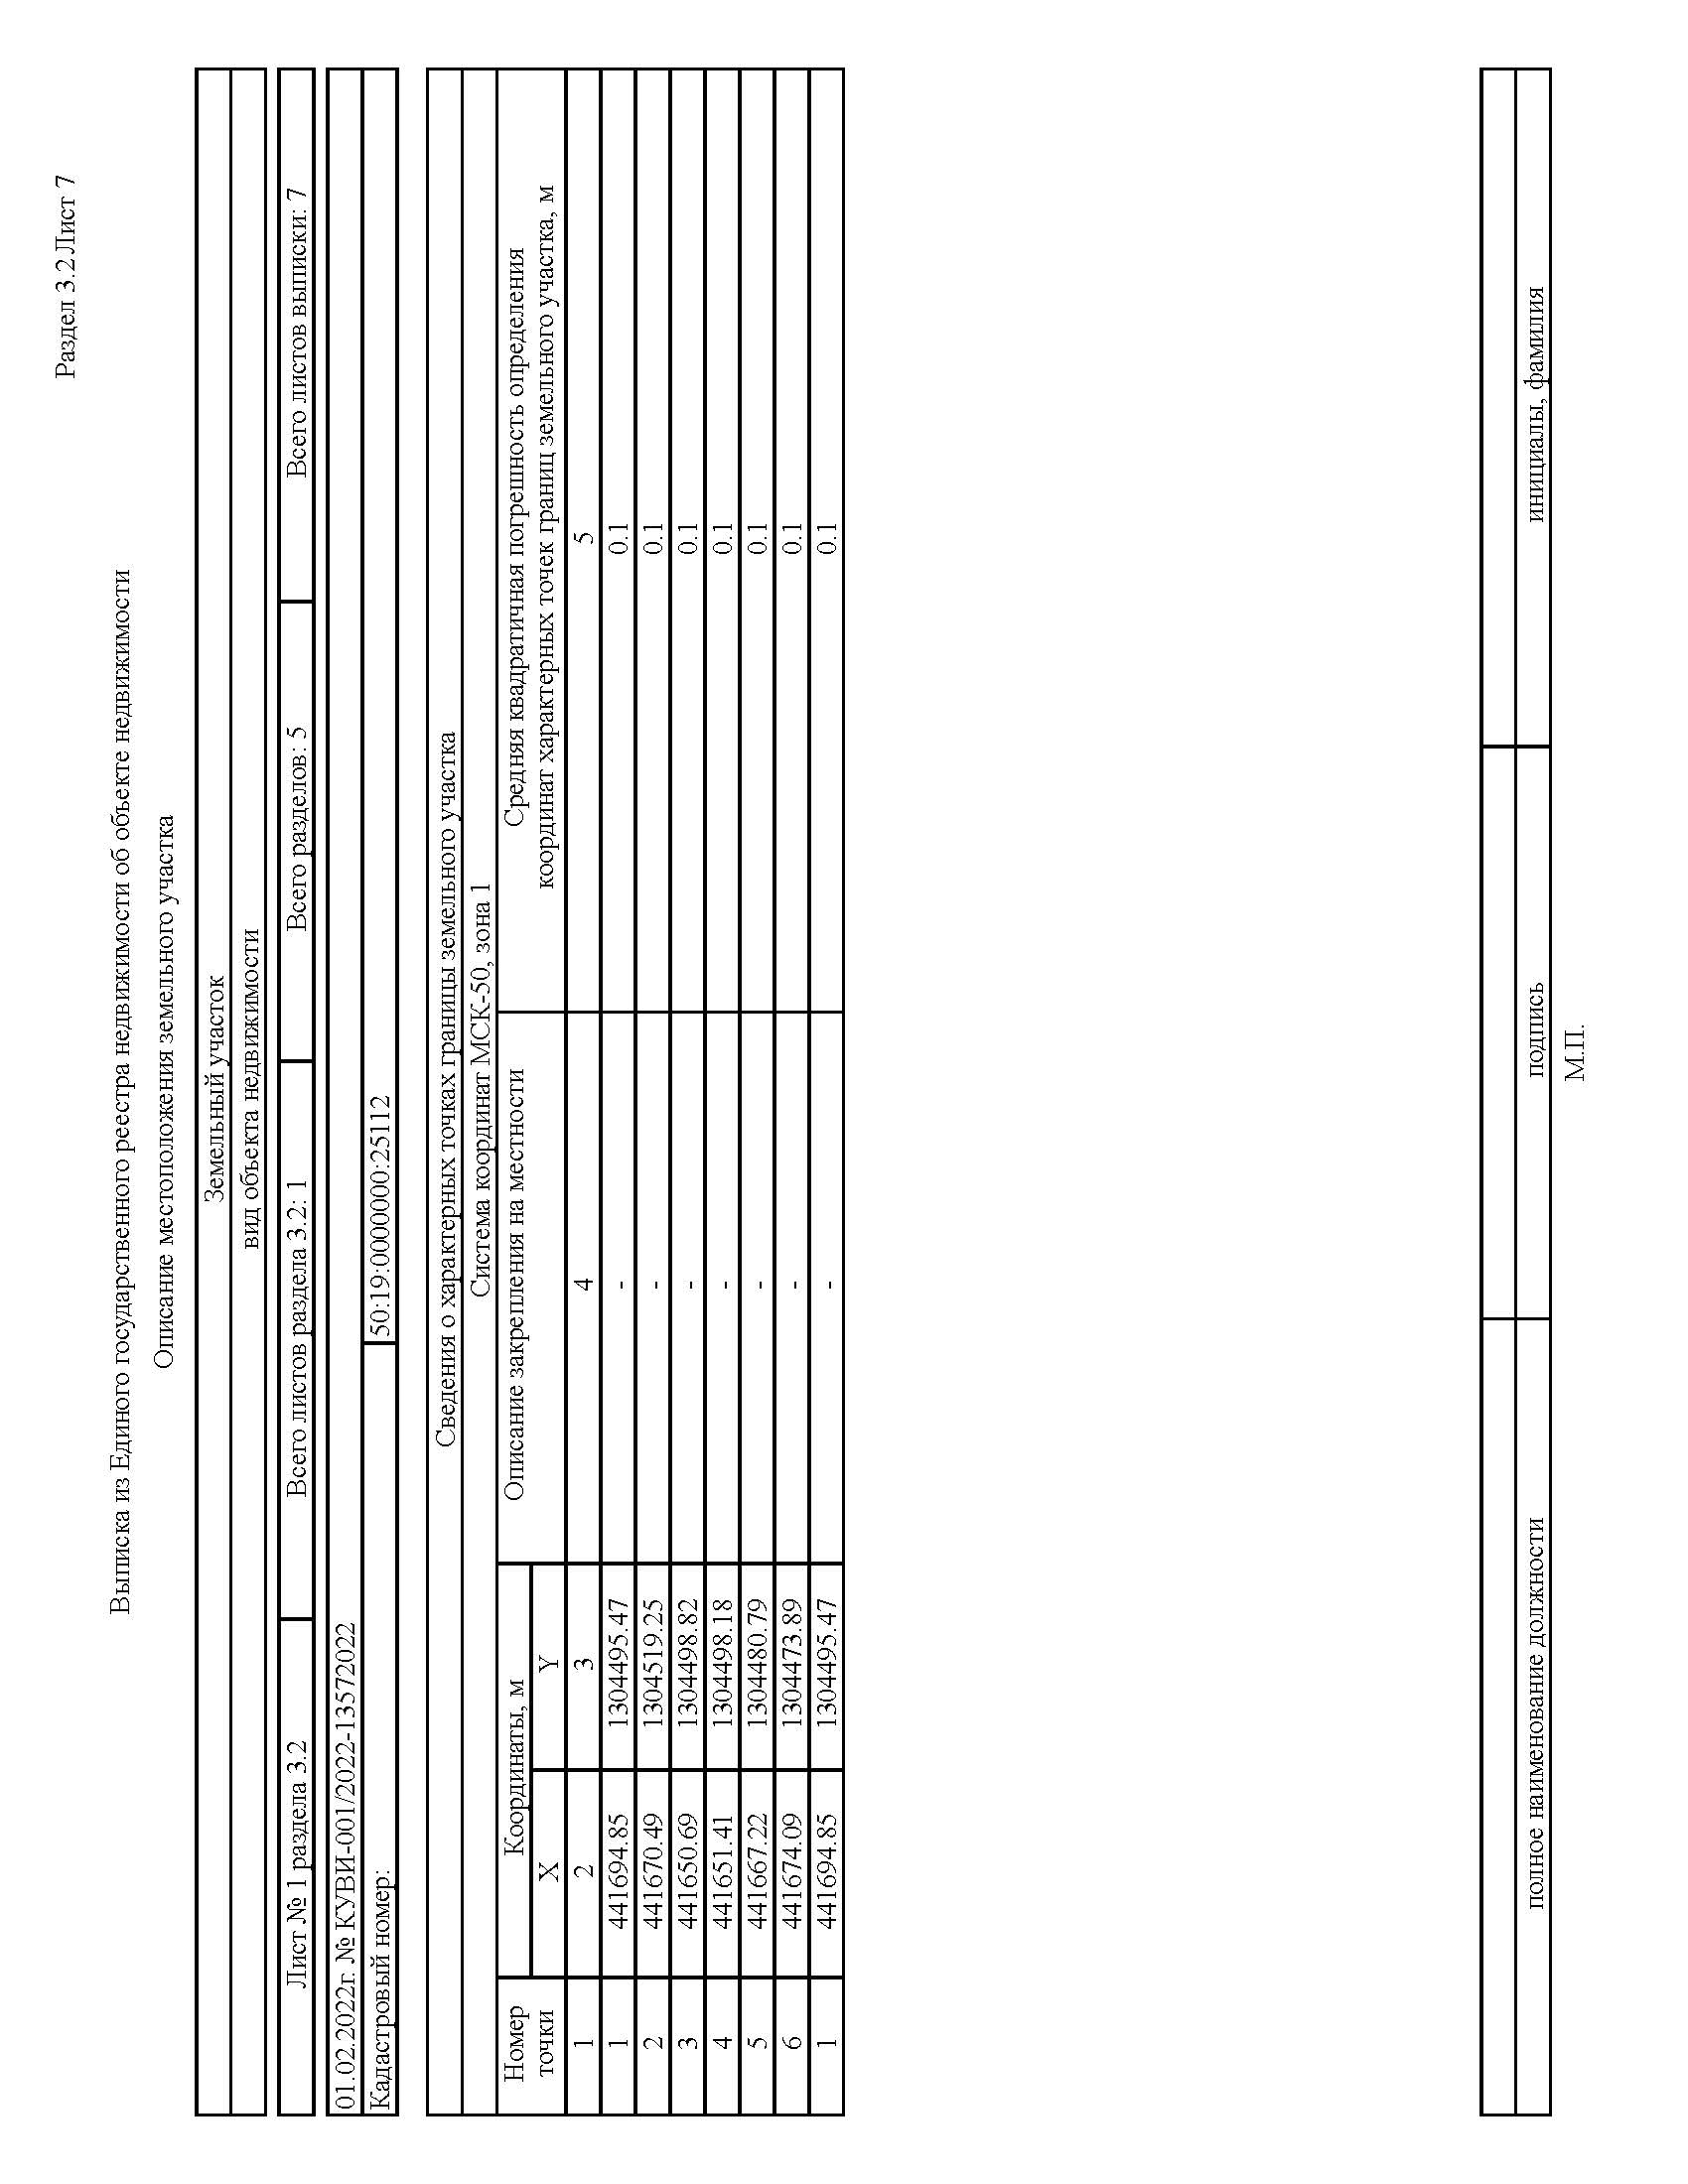 Раздел 3.2 Лист 7
Выписка из Единого государственного реестра недвижимости об объекте недвижимости
Описание местоположения земельного участка
Земельный участок
вид объекта недвижимости
Лист № 1 раздела 3.2 Всего листов раздела 3.2: 1 Всего разделов: 5 Всего листов выписки: 7
01.02.2022г. № КУВИ-001/2022-13572022
Кадастровый номер: 50:19:0000000:25112
Сведения о характерных точках границы земельного участка
Система координат МСК-50, зона 1
Номер точки Координаты, м Описание закрепления на местности Средняя квадратичная погрешность определения
координат характерных точек границ земельного участка, м
X Y
1 2 3 4 5
1 441694.85 1304495.47 - 0.1
2 441670.49 1304519.25 - 0.1
3 441650.69 1304498.82 - 0.1
4 441651.41 1304498.18 - 0.1
5 441667.22 1304480.79 - 0.1
6 441674.09 1304473.89 - 0.1
1 441694.85 1304495.47 - 0.1
полное наименование должности подпись инициалы, фамилия
М.П.